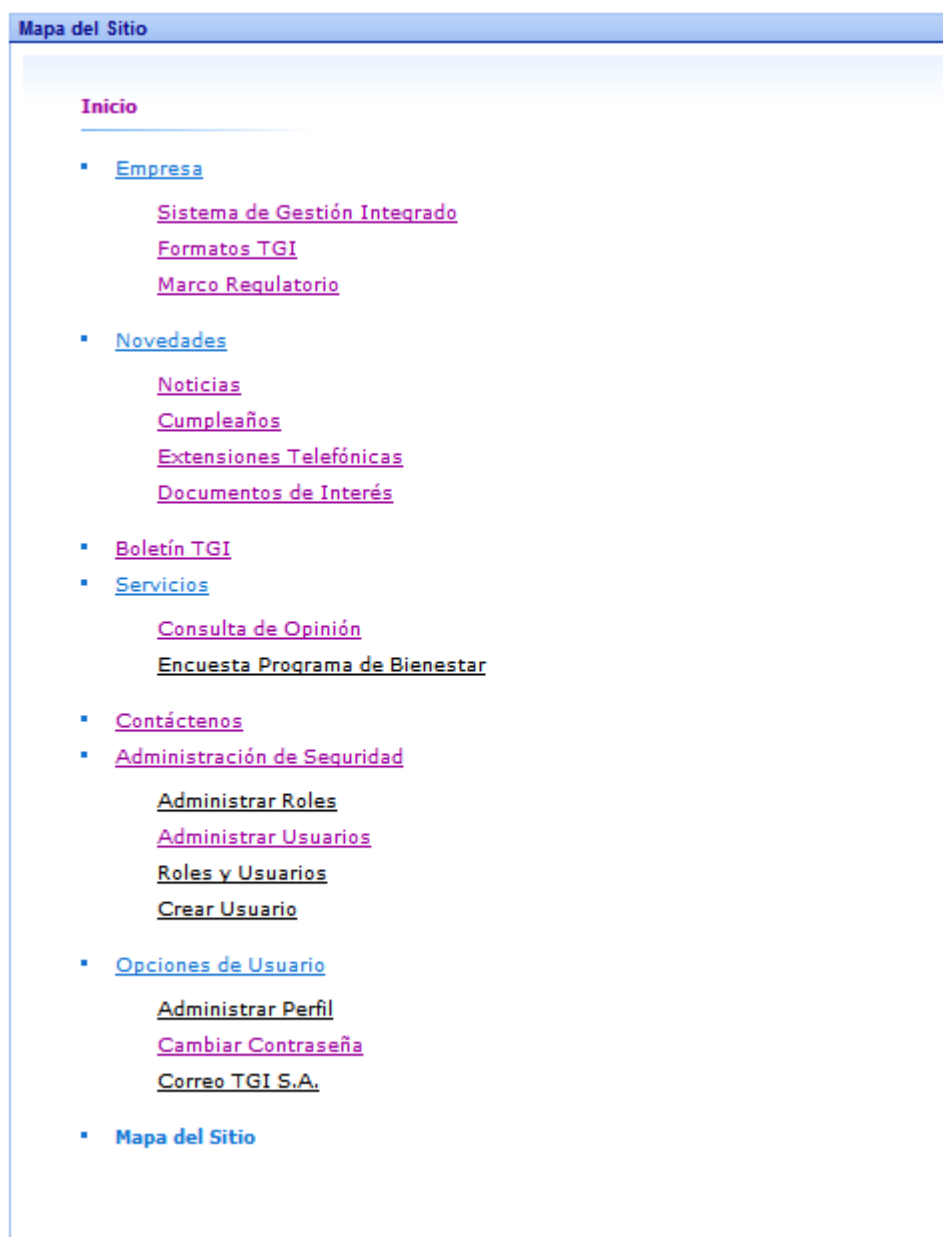 Mapa del Sitio
Inicio
Empresa
Sistema de Gestión Integrado
Formatos TGI
Marco Regulatorio
Novedades
Noticias
Cumpleaños
Extensiones Telefónicas
Documentos de Interés
Boletín TGI
Servicios
Consulta de Opinión
Encuesta Programa de Bienestar
Contáctenos
Administración de Seguridad
Administrar Roles
Administrar Usuarios
Roles y Usuarios
Crear Usuario
Opciones de Usuario
Administrar Perfil
Cambiar Contraseña
Correo TGI S.A.
Mapa del Sitio